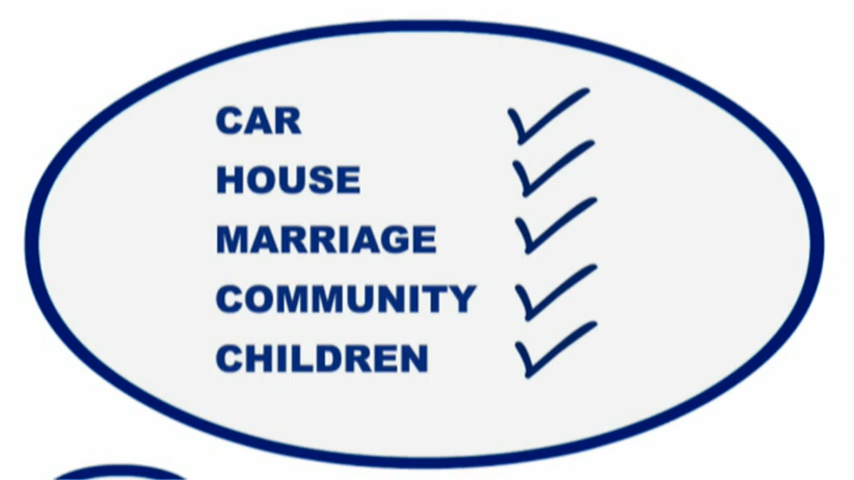 CAR ✓
HOUSE ✓
MARRIAGE ✓
COMMUNITY ✓
CHILDREN ✓